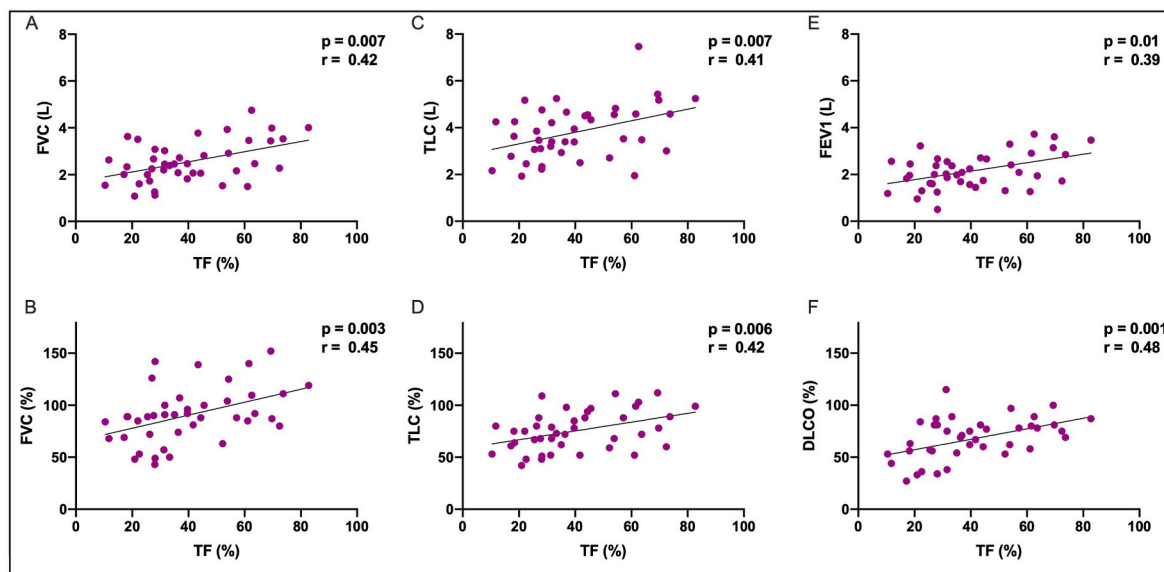 A
p = 0.007
r = 0.42
FVC (L)
8
6
4
2
0
0 20 40 60 80 100
TF (%)
C
p = 0.007
r = 0.41
TLC (L)
8
6
4
2
0
0 20 40 60 80 100
TF (%)
E
p = 0.01
r = 0.39
FEV1 (L)
8
6
4
2
0
0 20 40 60 80 100
TF (%)
B
p = 0.003
r = 0.45
FVC (%)
150
100
50
0
0 20 40 60 80 100
TF (%)
D
p = 0.006
r = 0.42
TLC (%)
150
100
50
0
0 20 40 60 80 100
TF (%)
F
p = 0.001
r = 0.48
DLCO (%)
150
100
50
0
0 20 40 60 80 100
TF (%)